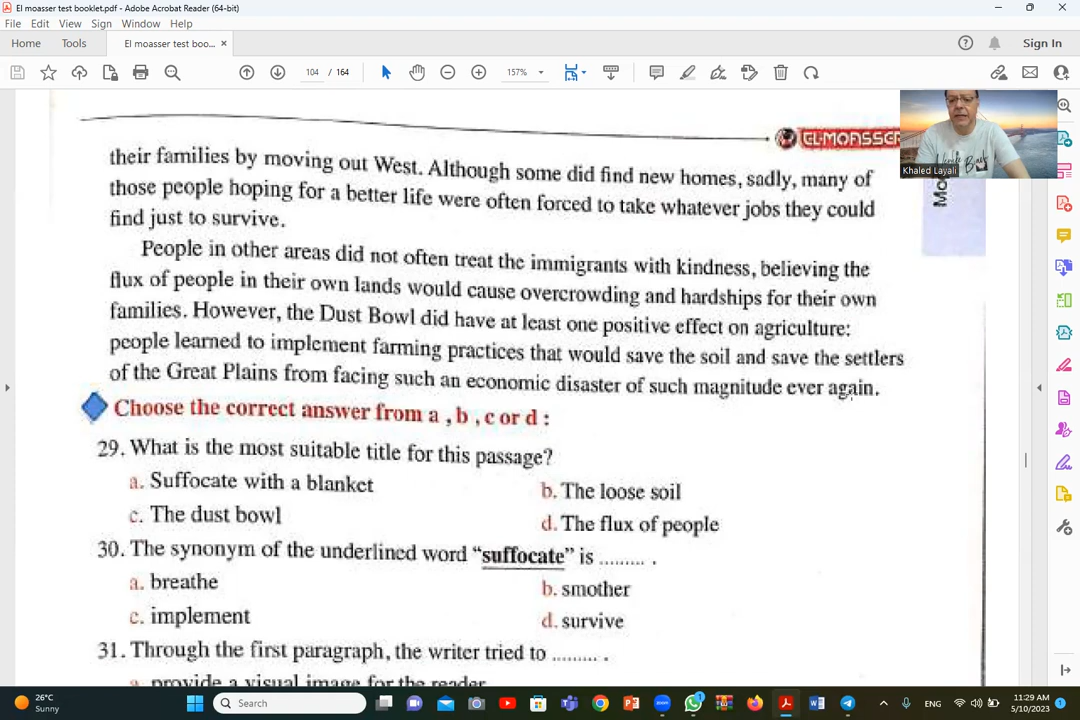 El moasser test booklet.pdf - Adobe Acrobat Reader (64-bit)
File Edit View Sign Window Help
Home Tools El moasser test boo... × Sign In
104 / 164 157%
EL-MOASSER
Khaled Layali
Mo
their families by moving out West. Although some did find new homes, sadly, many of
those people hoping for a better life were often forced to take whatever jobs they could
find just to survive.
People in other areas did not often treat the immigrants with kindness, believing the
flux of people in their own lands would cause overcrowding and hardships for their own
families. However, the Dust Bowl did have at least one positive effect on agriculture:
people learned to implement farming practices that would save the soil and save the settlers
of the Great Plains from facing such an economic disaster of such magnitude ever again.
Choose the correct answer from a , b , c or d :
29. What is the most suitable title for this passage?
a. Suffocate with a blanket b. The loose soil
c. The dust bowl d. The flux of people
30. The synonym of the underlined word "suffocate" is ......... .
a. breathe b. smother
c. implement d. survive
31. Through the first paragraph, the writer tried to ......... .
a. provide a visual image for the reader
26°C
Sunny
Search
1
ENG
11:29 AM
5/10/2023